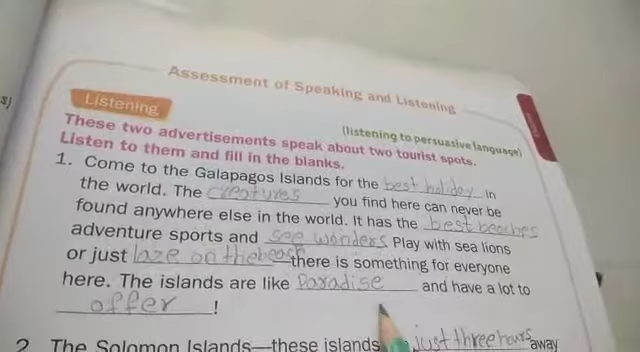 s)
Assessment of Speaking and Listening
Listening
(listening to persuasive language)
These two advertisements speak about two tourist spots.
Listen to them and fill in the blanks.
1. Come to the Galapagos Islands for the best holiday in
the world. The creatures you find here can never be
found anywhere else in the world. It has the best beaches
adventure sports and see wonders Play with sea lions
or just laze on the beach—there is something for everyone
here. The islands are like Paradise and have a lot to
offer !
2. The Solomon Islands—these islands just three hours away